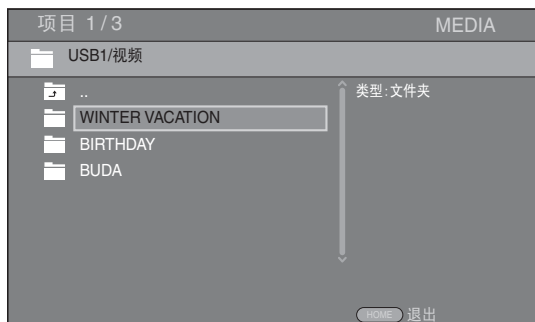 项目 1/3 MEDIA
USB1/视频
..
类型:文件夹
WINTER VACATION
BIRTHDAY
BUDA
HOME 退出